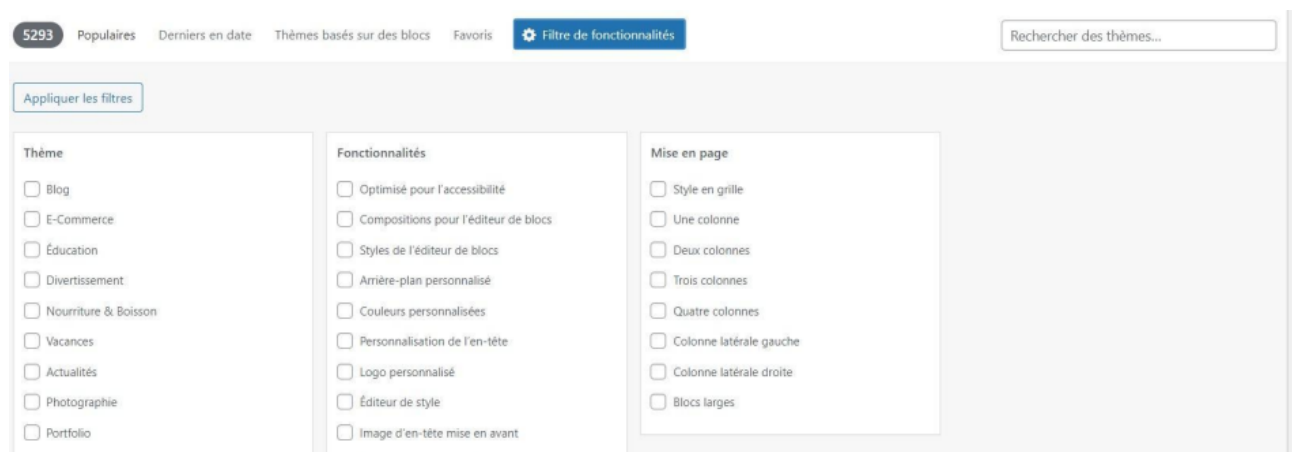 5293 Populaires Derniers en date Thèmes basés sur des blocs Favoris Filtre de fonctionnalités Rechercher des thèmes...
Appliquer les filtres
Thème
Blog
E-Commerce
Éducation
Divertissement
Nourriture & Boisson
Vacances
Actualités
Photographie
Portfolio
Fonctionnalités
Optimisé pour l'accessibilité
Compositions pour l'éditeur de blocs
Styles de l'éditeur de blocs
Arrière-plan personnalisé
Couleurs personnalisées
Personnalisation de l'en-tête
Logo personnalisé
Éditeur de style
Image d'en-tête mise en avant
Mise en page
Style en grille
Une colonne
Deux colonnes
Trois colonnes
Quatre colonnes
Colonne latérale gauche
Colonne latérale droite
Blocs larges